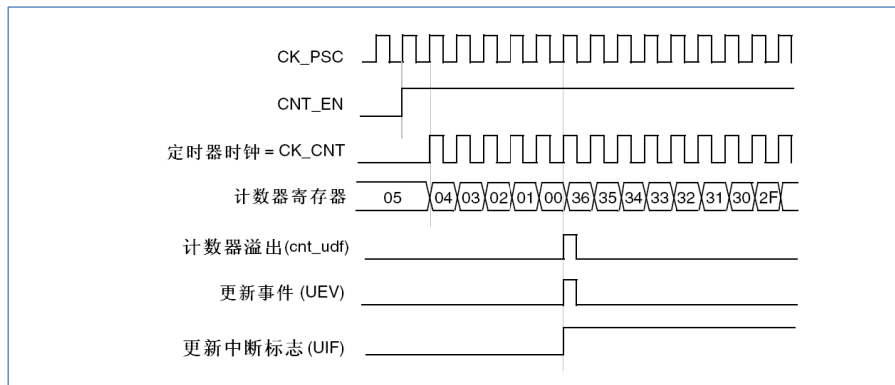 CK_PSC
CNT_EN
定时器时钟 = CK_CNT
计数器寄存器 05 04 03 02 01 00 36 35 34 33 32 31 30 2F
计数器溢出(cnt_udf)
更新事件 (UEV)
更新中断标志(UIF)